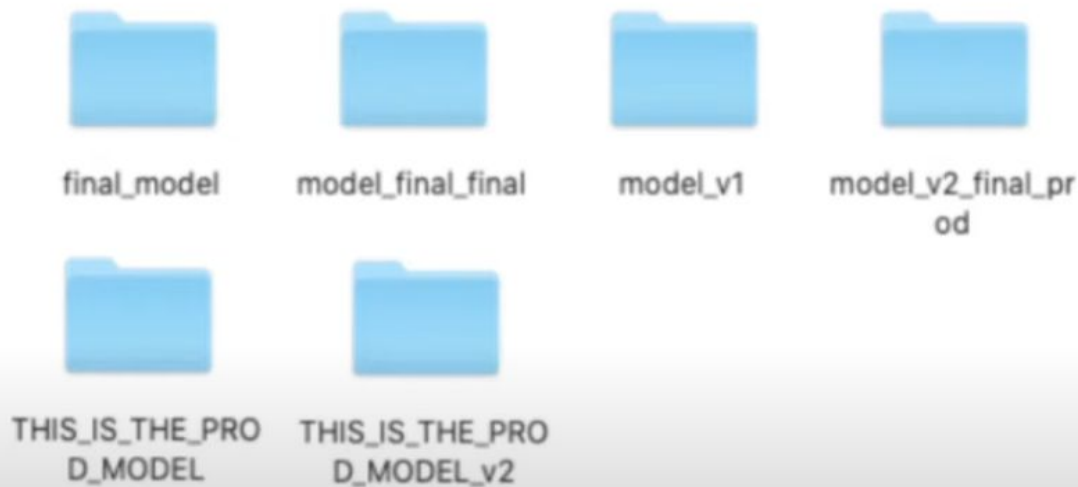 final_model
model_final_final
model_v1
model_v2_final_pr
od
THIS_IS_THE_PRO
D_MODEL
THIS_IS_THE_PRO
D_MODEL_v2